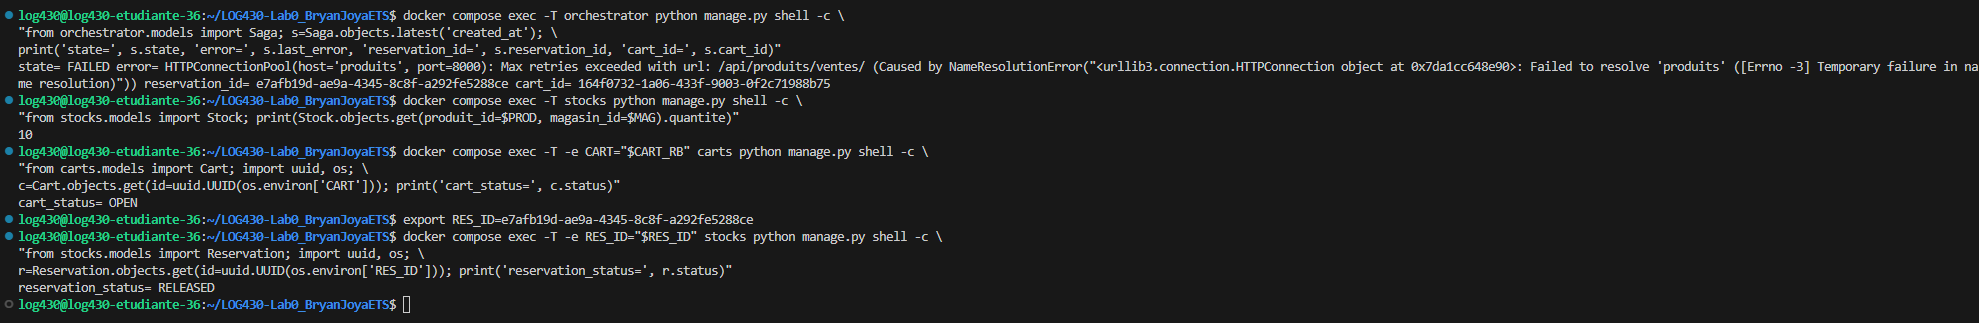 log430@log430-etudiante-36:~/LOG430-Lab0_BryanJoyaETS$ docker compose exec -T orchestrator python manage.py shell -c \
"from orchestrator.models import Saga; s=Saga.objects.latest('created_at'); \
print('state=', s.state, 'error=', s.last_error, 'reservation_id=', s.reservation_id, 'cart_id=', s.cart_id)"
state= FAILED error= HTTPConnectionPool(host='produits', port=8000): Max retries exceeded with url: /api/produits/ventes/ (Caused by NameResolutionError("<urllib3.connection.HTTPConnection object at 0x7da1cc648e90>: Failed to resolve 'produits' ([Errno -3] Temporary failure in na
me resolution)")) reservation_id= e7afb19d-ae9a-4345-8c8f-a292fe5288ce cart_id= 164f0732-1a06-433f-9003-0f2c71988b75
log430@log430-etudiante-36:~/LOG430-Lab0_BryanJoyaETS$ docker compose exec -T stocks python manage.py shell -c \
"from stocks.models import Stock; print(Stock.objects.get(produit_id=$PROD, magasin_id=$MAG).quantite)"
10
log430@log430-etudiante-36:~/LOG430-Lab0_BryanJoyaETS$ docker compose exec -T -e CART="$CART_RB" carts python manage.py shell -c \
"from carts.models import Cart; import uuid, os; \
c=Cart.objects.get(id=uuid.UUID(os.environ['CART'])); print('cart_status=', c.status)"
cart_status= OPEN
log430@log430-etudiante-36:~/LOG430-Lab0_BryanJoyaETS$ export RES_ID=e7afb19d-ae9a-4345-8c8f-a292fe5288ce
log430@log430-etudiante-36:~/LOG430-Lab0_BryanJoyaETS$ docker compose exec -T -e RES_ID="$RES_ID" stocks python manage.py shell -c \
"from stocks.models import Reservation; import uuid, os; \
r=Reservation.objects.get(id=uuid.UUID(os.environ['RES_ID'])); print('reservation_status=', r.status)"
reservation_status= RELEASED
log430@log430-etudiante-36:~/LOG430-Lab0_BryanJoyaETS$